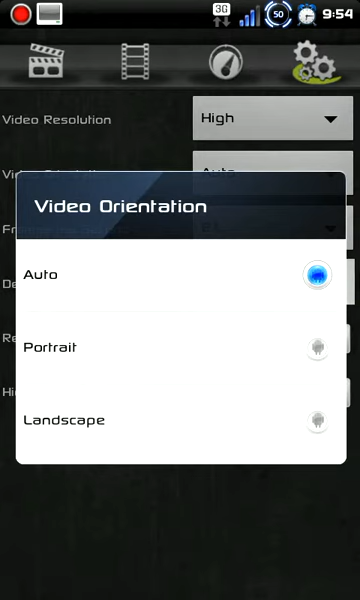 3G
50
9:54
Video Resolution
High
Video Orientation
Auto
Portrait
Landscape